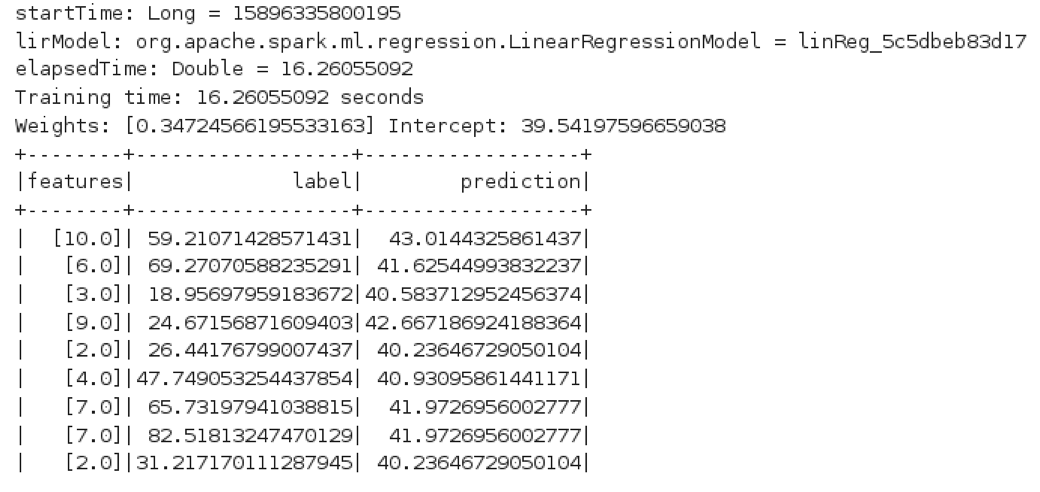 startTime: Long = 15896335800195
lirModel: org.apache.spark.ml.regression.LinearRegressionModel = linReg_5c5dbeb83d17
elapsedTime: Double = 16.26055092
Training time: 16.26055092 seconds
Weights: [0.34724566195533163] Intercept: 39.54197596659038
+--------+------------------+------------------+
|features|             label|        prediction|
+--------+------------------+------------------+
|  [10.0]| 59.21071428571431|  43.0144325861437|
|   [6.0]| 69.27070588235291| 41.62544993832237|
|   [3.0]| 18.95697959183672|40.583712952456374|
|   [9.0]| 24.67156871609403|42.667186924188364|
|   [2.0]| 26.44176799007437| 40.23646729050104|
|   [4.0]|47.749053254437854| 40.93095861441171|
|   [7.0]| 65.73197941038815|  41.9726956002777|
|   [7.0]| 82.51813247470129|  41.9726956002777|
|   [2.0]|31.217170111287945| 40.23646729050104|